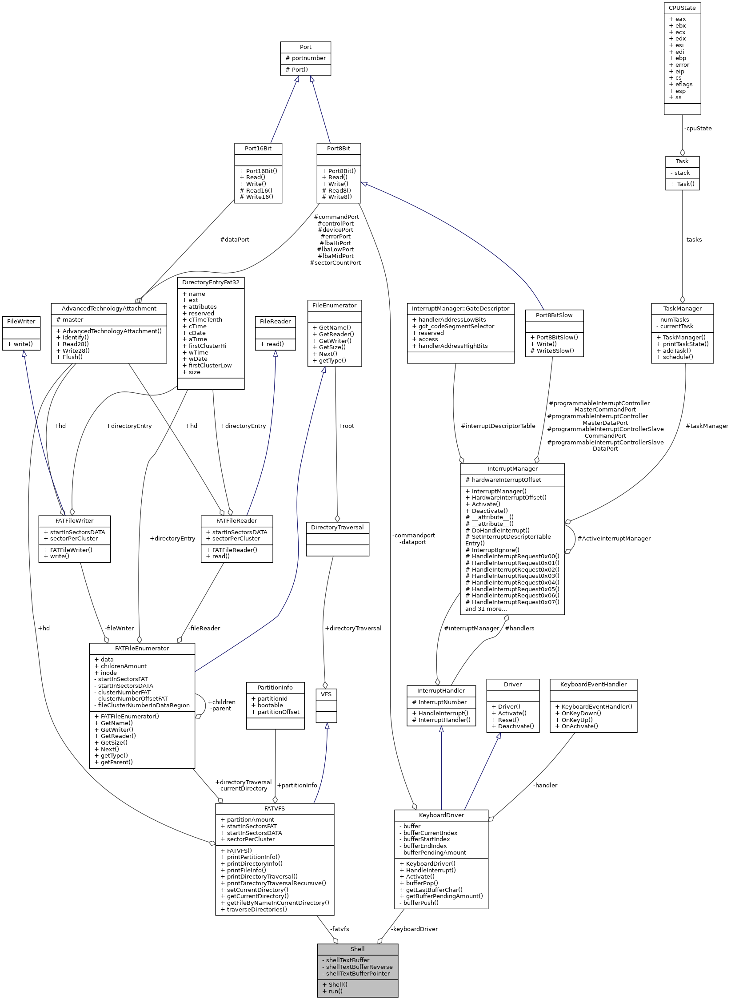 CPUState
+ eax
+ ebx
+ ecx
+ edx
+ esi
+ edi
+ ebp
+ error
+ eip
+ cs
+ eflags
+ esp
+ ss
Port
# portnumber
# Port()
-cpuState
Port16Bit
+ Port16Bit()
+ Read()
+ Write()
# Read16()
# Write16()
Port8Bit
+ Port8Bit()
+ Read()
+ Write()
# Read8()
# Write8()
Task
- stack
+ Task()
#dataPort
#commandPort
#controlPort
#devicePort
#errorPort
#lbaHiPort
#lbaLowPort
#lbaMidPort
#sectorCountPort
-tasks
FileWriter
+ write()
AdvancedTechnologyAttachment
# master
+ AdvancedTechnologyAttachment()
+ Identify()
+ Read28()
+ Write28()
+ Flush()
DirectoryEntryFat32
+ name
+ ext
+ attributes
+ reserved
+ cTimeTenth
+ cTime
+ cDate
+ aTime
+ firstClusterHi
+ wTime
+ wDate
+ firstClusterLow
+ size
FileReader
+ read()
FileEnumerator
+ GetName()
+ GetReader()
+ GetWriter()
+ GetSize()
+ Next()
+ getType()
InterruptManager::GateDescriptor
+ handlerAddressLowBits
+ gdt_codeSegmentSelector
+ reserved
+ access
+ handlerAddressHighBits
Port8BitSlow
+ Port8BitSlow()
+ Write()
# Write8Slow()
TaskManager
- numTasks
- currentTask
+ TaskManager()
+ printTaskState()
+ addTask()
+ schedule()
+hd
+directoryEntry
+hd
+directoryEntry
+root
#interruptDescriptorTable
#programmableInterruptController
MasterCommandPort
#programmableInterruptController
MasterDataPort
#programmableInterruptControllerSlave
CommandPort
#programmableInterruptControllerSlave
DataPort
#taskManager
FATFileWriter
+ startInSectorsDATA
+ sectorPerCluster
+ FATFileWriter()
+ write()
+directoryEntry
FATFileReader
+ startInSectorsDATA
+ sectorPerCluster
+ FATFileReader()
+ read()
DirectoryTraversal
-commandport
-dataport
InterruptManager
# hardwareInterruptOffset
+ InterruptManager()
+ HardwareInterruptOffset()
+ Activate()
+ Deactivate()
# __attribute__()
# __attribute__()
# DoHandleInterrupt()
# SetInterruptDescriptorTable
Entry()
# InterruptIgnore()
# HandleInterruptRequest0x00()
# HandleInterruptRequest0x01()
# HandleInterruptRequest0x02()
# HandleInterruptRequest0x03()
# HandleInterruptRequest0x04()
# HandleInterruptRequest0x05()
# HandleInterruptRequest0x06()
# HandleInterruptRequest0x07()
and 31 more...
#ActiveInterruptManager
+hd
-fileWriter
-fileReader
+directoryTraversal
#interruptManager
#handlers
FATFileEnumerator
+ data
+ childrenAmount
+ inode
- startInSectorsFAT
- startInSectorsDATA
- clusterNumberFAT
- clusterNumberOffsetFAT
- fileClusterNumberInDataRegion
+ FATFileEnumerator()
+ GetName()
+ GetWriter()
+ GetReader()
+ GetSize()
+ Next()
+ getType()
+ getParent()
+children
-parent
PartitionInfo
+ partitionId
+ bootable
+ partitionOffset
VFS
InterruptHandler
# InterruptNumber
+ HandleInterrupt()
# InterruptHandler()
Driver
+ Driver()
+ Activate()
+ Reset()
+ Deactivate()
KeyboardEventHandler
+ KeyboardEventHandler()
+ OnKeyDown()
+ OnKeyUp()
+ OnActivate()
+directoryTraversal
-currentDirectory
+partitionInfo
-handler
FATVFS
+ partitionAmount
+ startInSectorsFAT
+ startInSectorsDATA
+ sectorPerCluster
+ FATVFS()
+ printPartitionInfo()
+ printDirectoryInfo()
+ printFileInfo()
+ printDirectoryTraversal()
+ printDirectoryTraversalRecursive()
+ setCurrentDirectory()
+ getCurrentDirectory()
+ getFileByNameInCurrentDirectory()
+ traverseDirectories()
KeyboardDriver
- buffer
- bufferCurrentIndex
- bufferStartIndex
- bufferEndIndex
- bufferPendingAmount
+ KeyboardDriver()
+ HandleInterrupt()
+ Activate()
+ bufferPop()
+ getLastBufferChar()
+ getBufferPendingAmount()
- bufferPush()
-fatvfs
-keyboardDriver
Shell
- shellTextBuffer
- shellTextBufferReverse
- shellTextBufferPointer
+ Shell()
+ run()